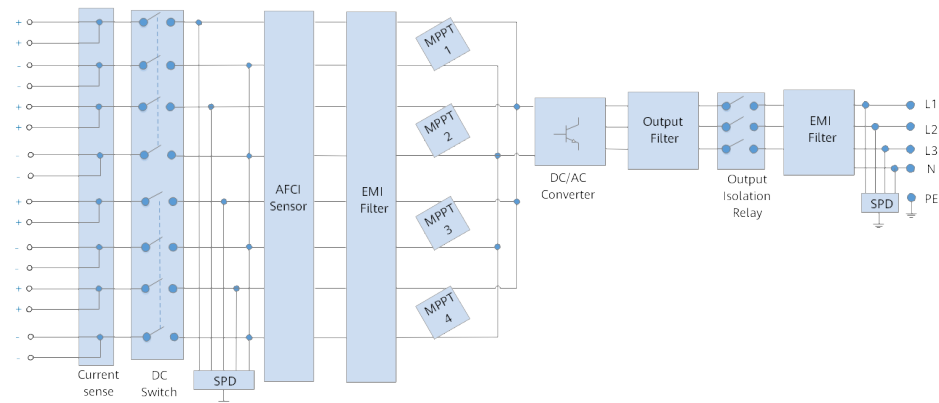 +
+
-
-
+
+
-
-
+
+
-
-
+
+
-
-
Current
sense
DC
Switch
SPD
AFCI
Sensor
EMI
Filter
MPPT
1
MPPT
2
MPPT
3
MPPT
4
DC/AC
Converter
Output
Filter
Output
Isolation
Relay
EMI
Filter
SPD
L1
L2
L3
N
PE